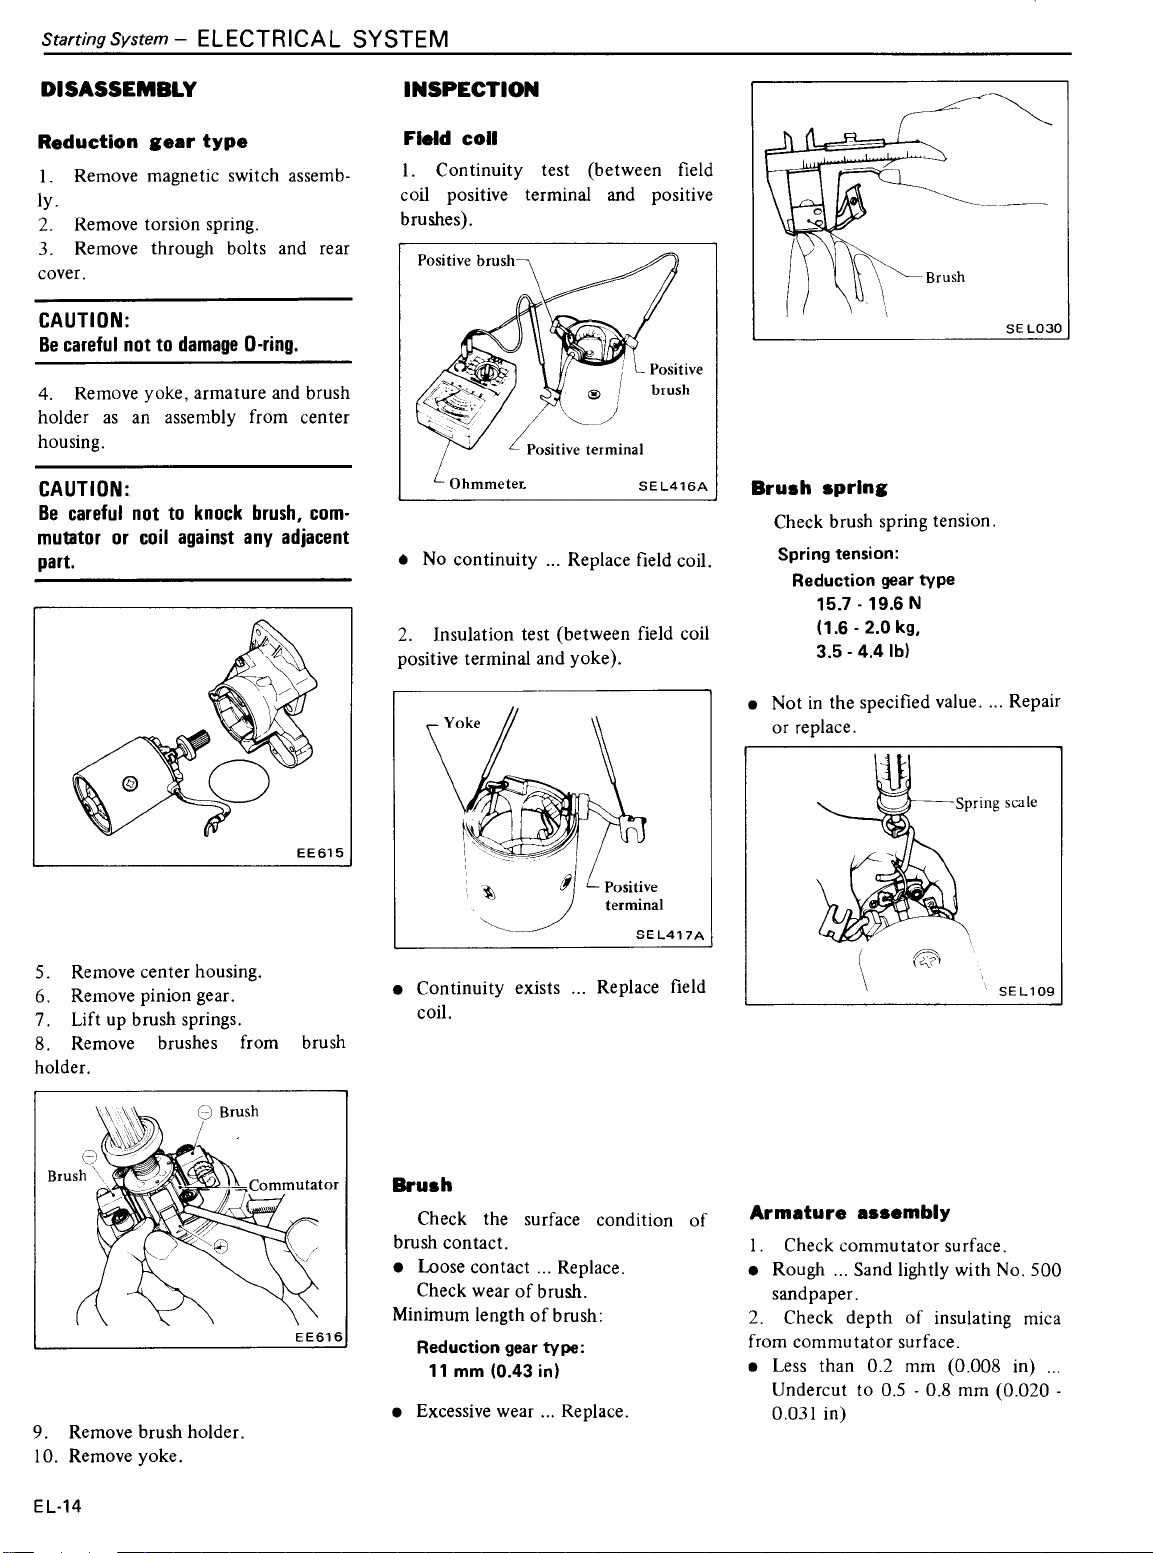 Starting System – ELECTRICAL SYSTEM
DISASSEMBLY
Reduction gear type
1. Remove magnetic switch assemb-
ly.
2. Remove torsion spring.
3. Remove through bolts and rear
cover.
CAUTION:
Be careful not to damage O-ring.
4. Remove yoke, armature and brush
holder as an assembly from center
housing.
CAUTION:
Be careful not to knock brush, com-
mutator or coil against any adjacent
part.
EE615
5. Remove center housing.
6. Remove pinion gear.
7. Lift up brush springs.
8. Remove brushes from brush
holder.
⊖ Brush
⊖
Brush
Commutator
⊕
EE616
9. Remove brush holder.
10. Remove yoke.
EL-14
INSPECTION
Field coil
1. Continuity test (between field
coil positive terminal and positive
brushes).
Positive brush
Positive
brush
Positive terminal
Ohmmeter.
SEL416A
● No continuity ... Replace field coil.
2. Insulation test (between field coil
positive terminal and yoke).
Yoke
Positive
terminal
SEL417A
● Continuity exists ... Replace field
coil.
Brush
Check the surface condition of
brush contact.
● Loose contact ... Replace.
Check wear of brush.
Minimum length of brush:
Reduction gear type:
11 mm (0.43 in)
● Excessive wear ... Replace.
Brush
SEL030
Brush spring
Check brush spring tension.
Spring tension:
Reduction gear type
15.7 - 19.6 N
(1.6 - 2.0 kg,
3.5 - 4.4 lb)
● Not in the specified value. ... Repair
or replace.
Spring scale
SEL109
Armature assembly
1. Check commutator surface.
● Rough ... Sand lightly with No. 500
sandpaper.
2. Check depth of insulating mica
from commutator surface.
● Less than 0.2 mm (0.008 in) ...
Undercut to 0.5 - 0.8 mm (0.020 -
0.031 in)